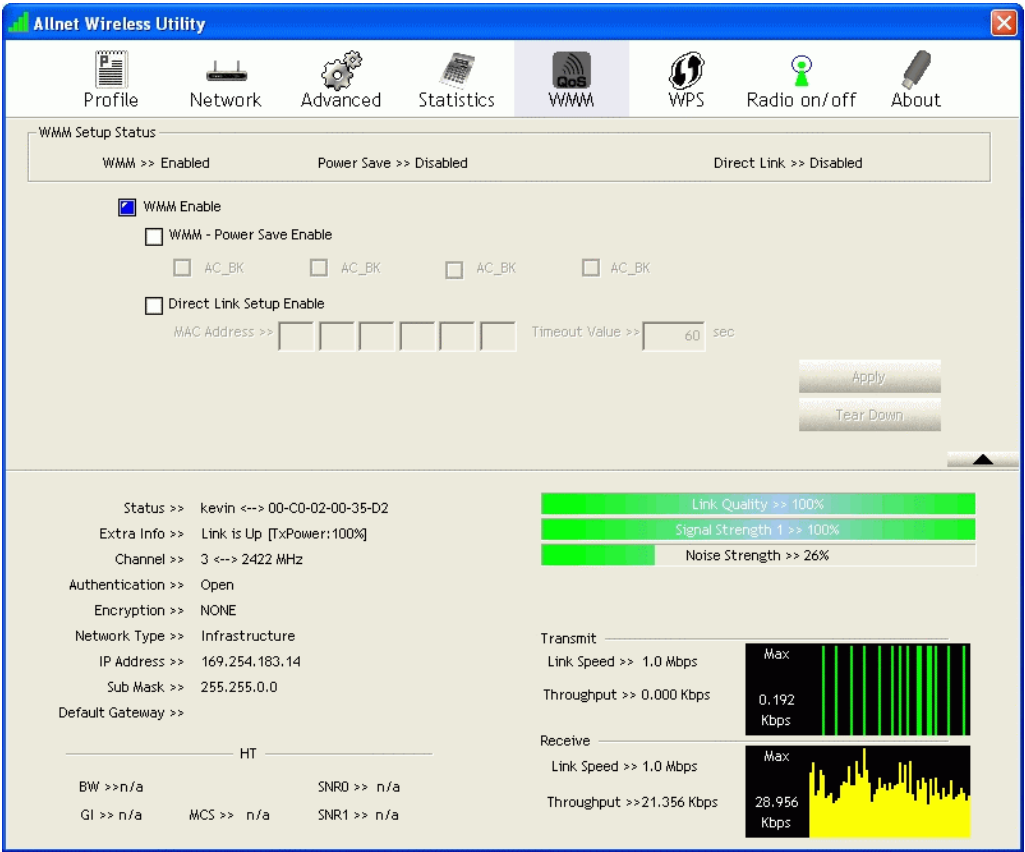 Allnet Wireless Utility
Profile Network Advanced Statistics QoS WMM WPS Radio on/off About
WMM Setup Status
WMM >> Enabled Power Save >> Disabled Direct Link >> Disabled
WMM Enable
WMM - Power Save Enable
AC_BK AC_BK AC_BK AC_BK
Direct Link Setup Enable
MAC Address >> Timeout Value >> 60 sec
Apply
Tear Down
Status >> kevin <--> 00-C0-02-00-35-D2
Extra Info >> Link is Up [TxPower:100%]
Channel >> 3 <--> 2422 MHz
Authentication >> Open
Encryption >> NONE
Network Type >> Infrastructure
IP Address >> 169.254.183.14
Sub Mask >> 255.255.0.0
Default Gateway >>
HT
BW >>n/a SNR0 >> n/a
GI >> n/a MCS >> n/a SNR1 >> n/a
Link Quality >> 100%
Signal Strength 1 >> 100%
Noise Strength >> 26%
Transmit
Link Speed >> 1.0 Mbps
Throughput >> 0.000 Kbps
Max
0.192
Kbps
Receive
Link Speed >> 1.0 Mbps
Throughput >>21.356 Kbps
Max
28.956
Kbps